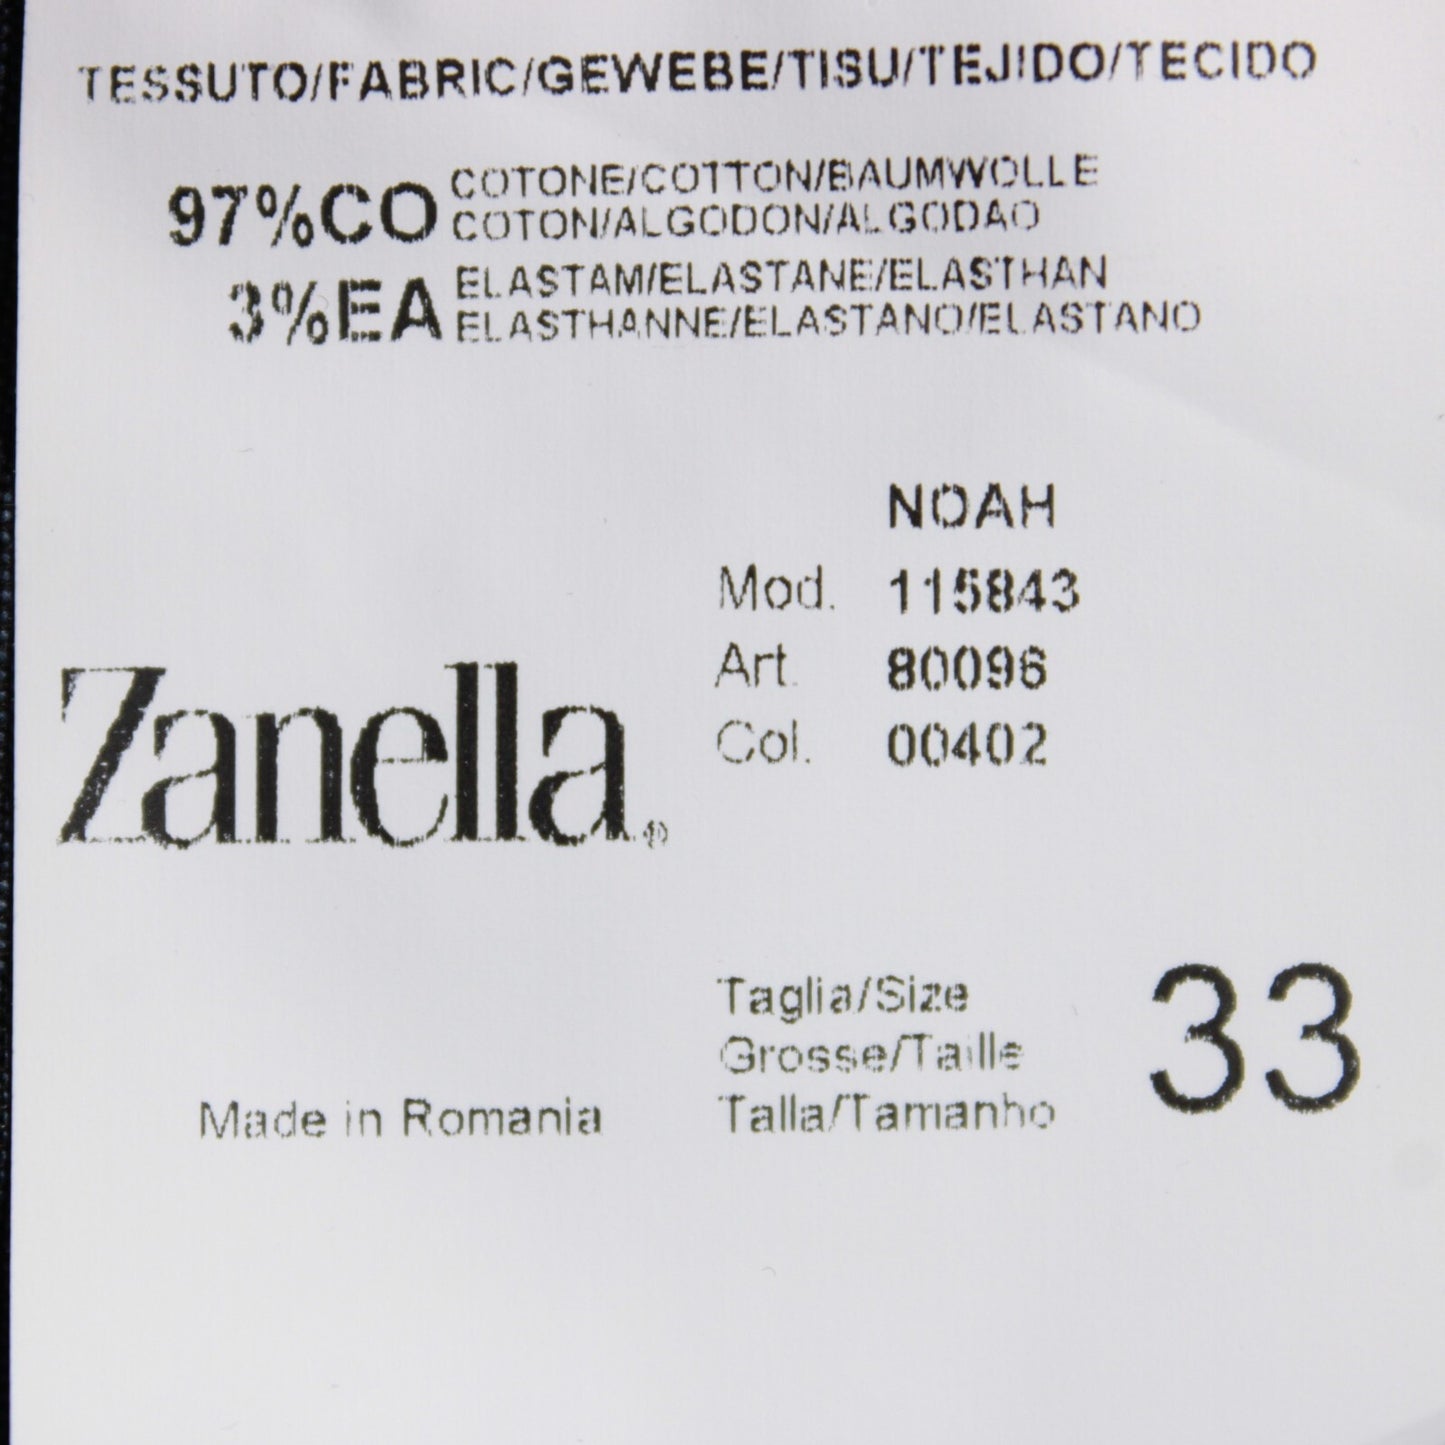 TESSUTO/FABRIC/GEWEBE/TISU/TEJIDO/TECIDO
97%CO COTONE/COTTON/BAUMWOLLE
COTON/ALGODON/ALGODAO
3%EA ELASTAM/ELASTANE/ELASTHAN
ELASTHANNE/ELASTANO/ELASTANO
NOAH
Mod. 115843
Art. 80096
Col. 00402
Zanella®
Taglia/Size
Grosse/Taille
Talla/Tamanho
33
Made in Romania